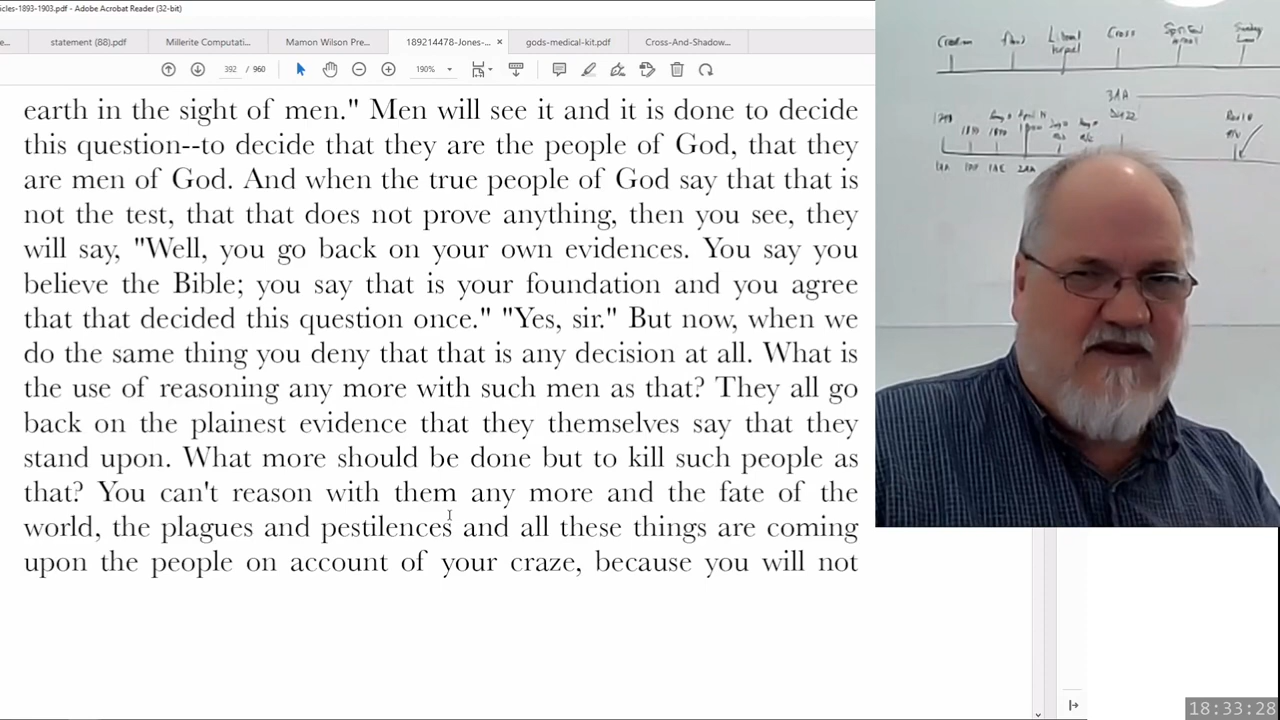 icles-1893-1903.pdf - Adobe Acrobat Reader (32-bit)
e... statement (88).pdf Millerite Computati... Mamon Wilson Pre... 189214478-Jones-... × gods-medical-kit.pdf Cross-And-Shadow...
392 / 960 190%
earth in the sight of men." Men will see it and it is done to decide
this question--to decide that they are the people of God, that they
are men of God. And when the true people of God say that that is
not the test, that that does not prove anything, then you see, they
will say, "Well, you go back on your own evidences. You say you
believe the Bible; you say that is your foundation and you agree
that that decided this question once." "Yes, sir." But now, when we
do the same thing you deny that that is any decision at all. What is
the use of reasoning any more with such men as that? They all go
back on the plainest evidence that they themselves say that they
stand upon. What more should be done but to kill such people as
that? You can't reason with them any more and the fate of the
world, the plagues and pestilences and all these things are coming
upon the people on account of your craze, because you will not
Creation Flood Cross Sunday
3AA
1798
1AA 2AA
18:33:28